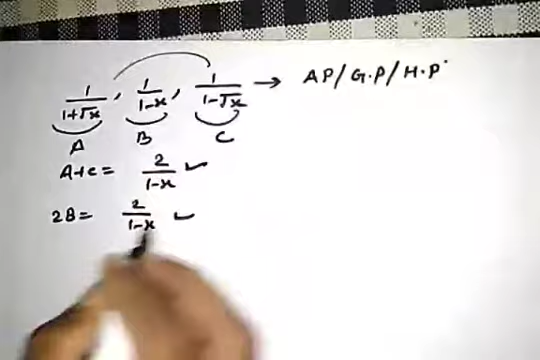 1/(1+√x), 1/(1-x), 1/(1-√x) → AP/G.P/H.P
A B C
A+C= 2/(1-x) ✓
2B= 2/(1-x) ✓